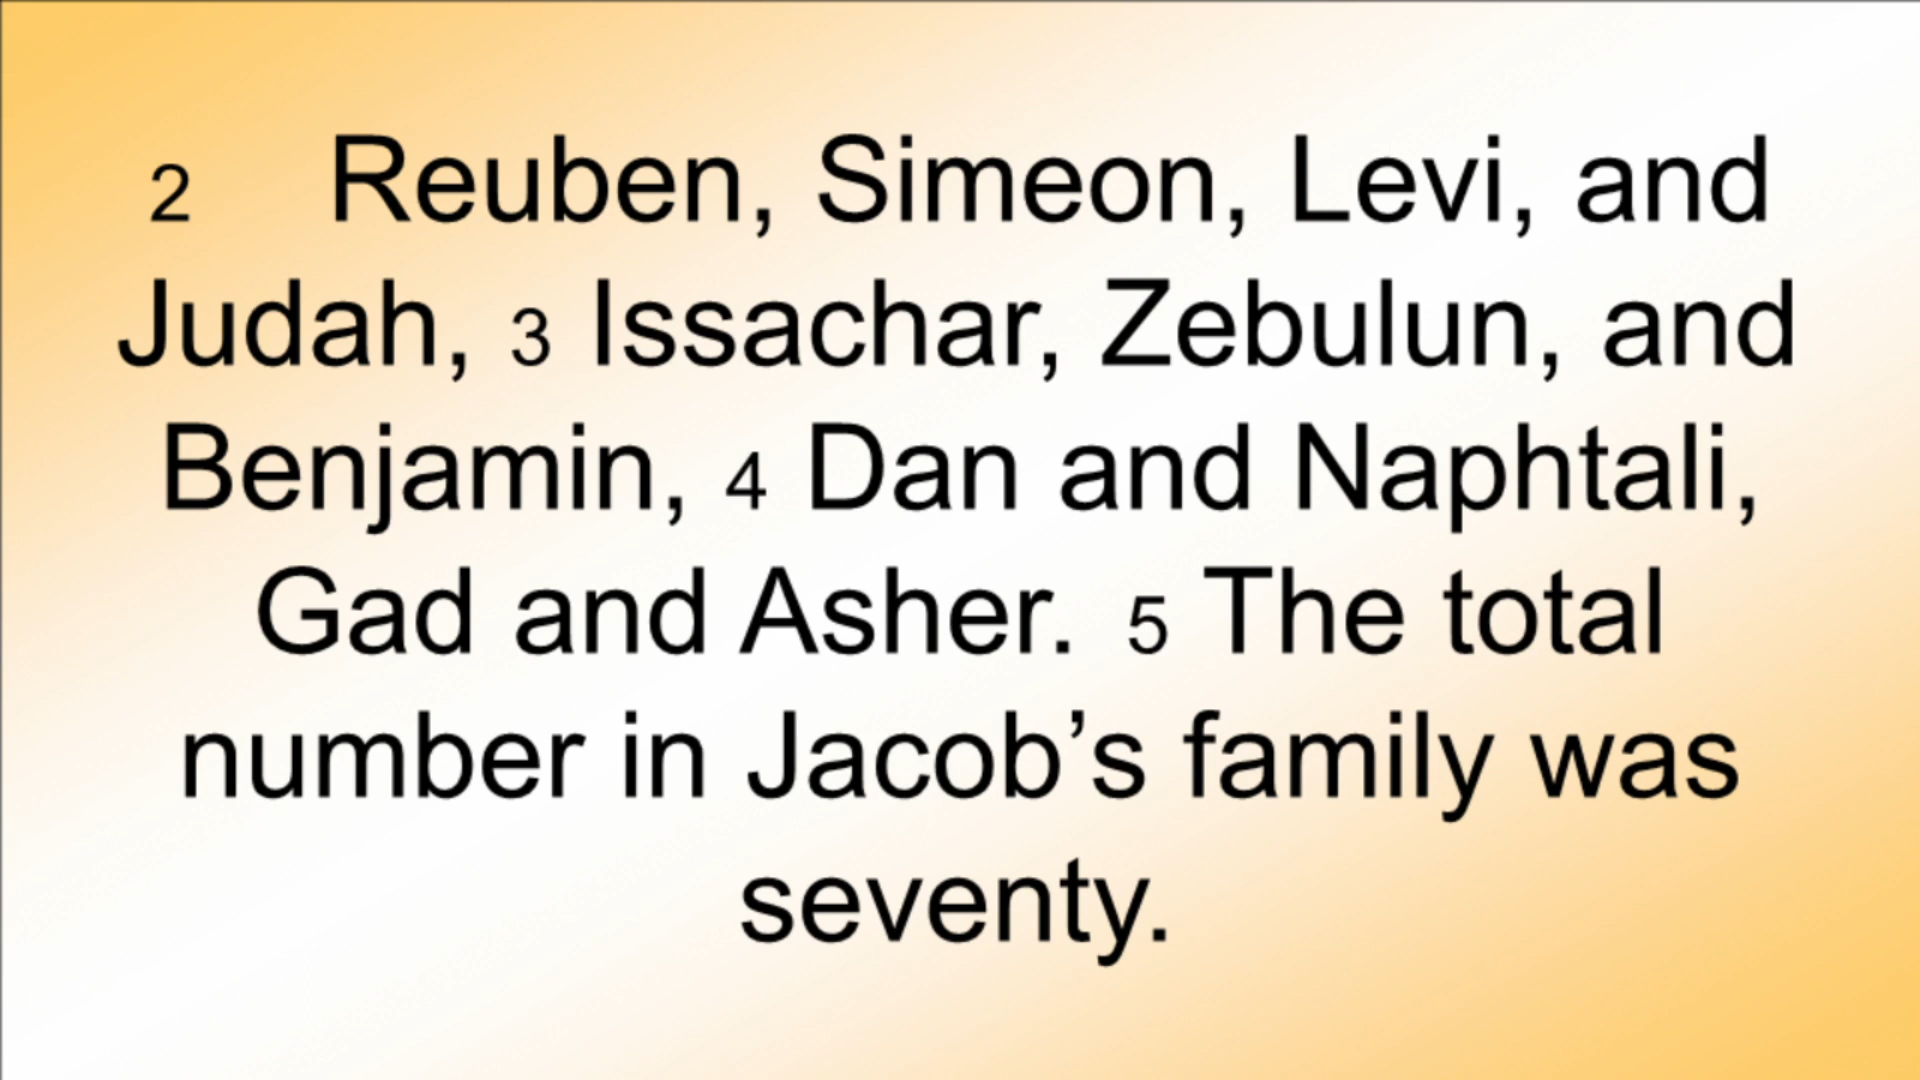 2 Reuben, Simeon, Levi, and
Judah, 3 Issachar, Zebulun, and
Benjamin, 4 Dan and Naphtali,
Gad and Asher. 5 The total
number in Jacob’s family was
seventy.